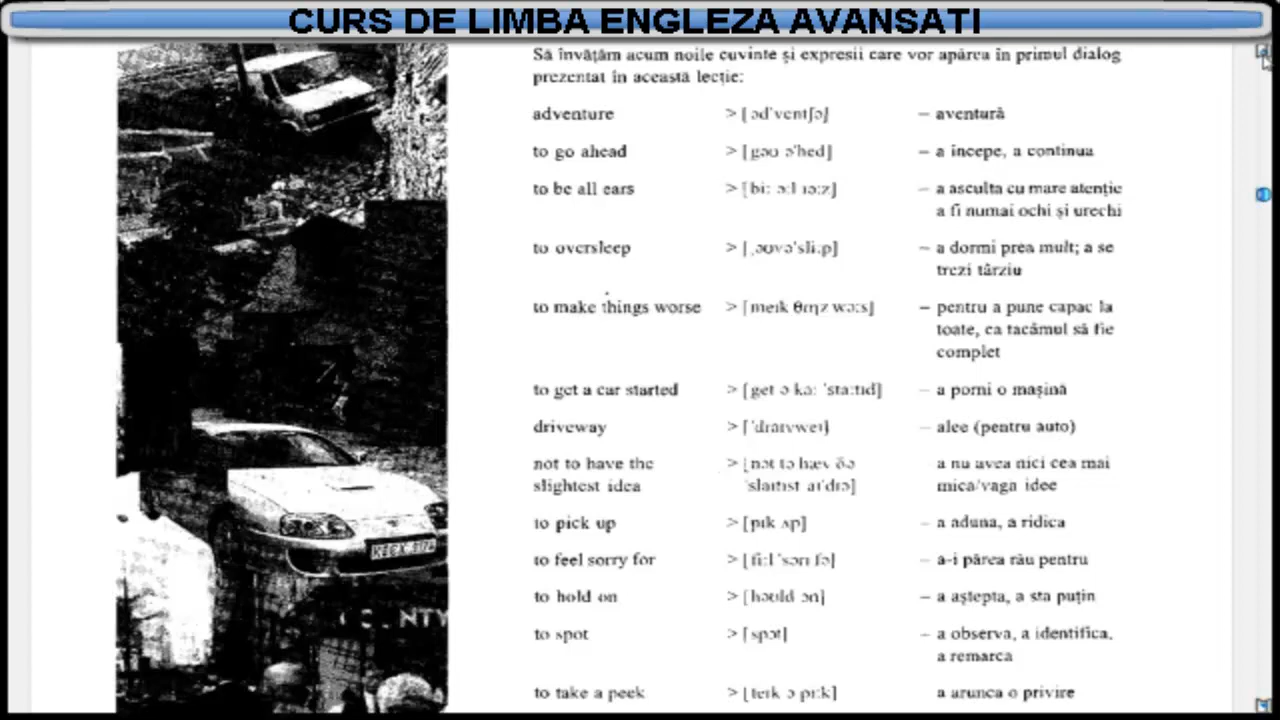 CURS DE LIMBA ENGLEZA AVANSATI
Să învățăm acum noile cuvinte și expresii care vor apărea în primul dialog
prezentat în această lecție:
adventure > [əd'ventʃə] – aventură
to go ahead > [gəʊ ə'hed] – a începe, a continua
to be all ears > [bi: ɔ:l ɪə:z] – a asculta cu mare atenție
a fi numai ochi și urechi
to oversleep > [ˌəʊvə'sli:p] – a dormi prea mult; a se
trezi târziu
to make things worse > [meɪk θɪŋz wə:s] – pentru a pune capac la
toate, ca tacâmul să fie
complet
to get a car started > [get ə ka: 'sta:tɪd] – a porni o mașină
driveway > ['draɪvweɪ] – alee (pentru auto)
not to have the > [nɔt tə hæv ðə a nu avea nici cea mai
slightest idea 'slaɪtɪst aɪ'dɪə] mica/vaga idee
to pick up > [pɪk ʌp] – a aduna, a ridica
to feel sorry for > [fi:l 'sɔrɪ fə] – a-i părea rău pentru
to hold on > [həʊld ɔn] – a aștepta, a sta puțin
to spot > [spɔt] – a observa, a identifica,
a remarca
to take a peek > [teɪk ə pi:k] a arunca o privire